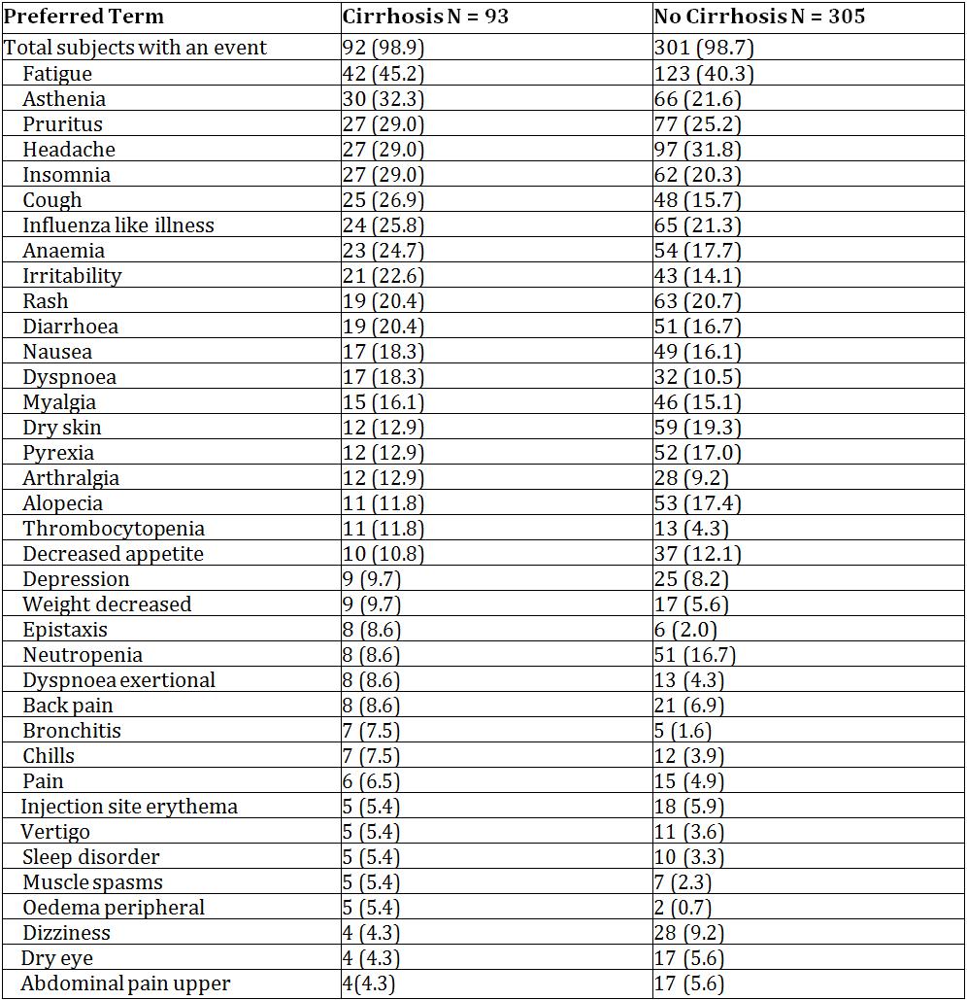 Preferred Term Cirrhosis N = 93 No Cirrhosis N = 305
Total subjects with an event 92 (98.9) 301 (98.7)
Fatigue 42 (45.2) 123 (40.3)
Asthenia 30 (32.3) 66 (21.6)
Pruritus 27 (29.0) 77 (25.2)
Headache 27 (29.0) 97 (31.8)
Insomnia 27 (29.0) 62 (20.3)
Cough 25 (26.9) 48 (15.7)
Influenza like illness 24 (25.8) 65 (21.3)
Anaemia 23 (24.7) 54 (17.7)
Irritability 21 (22.6) 43 (14.1)
Rash 19 (20.4) 63 (20.7)
Diarrhoea 19 (20.4) 51 (16.7)
Nausea 17 (18.3) 49 (16.1)
Dyspnoea 17 (18.3) 32 (10.5)
Myalgia 15 (16.1) 46 (15.1)
Dry skin 12 (12.9) 59 (19.3)
Pyrexia 12 (12.9) 52 (17.0)
Arthralgia 12 (12.9) 28 (9.2)
Alopecia 11 (11.8) 53 (17.4)
Thrombocytopenia 11 (11.8) 13 (4.3)
Decreased appetite 10 (10.8) 37 (12.1)
Depression 9 (9.7) 25 (8.2)
Weight decreased 9 (9.7) 17 (5.6)
Epistaxis 8 (8.6) 6 (2.0)
Neutropenia 8 (8.6) 51 (16.7)
Dyspnoea exertional 8 (8.6) 13 (4.3)
Back pain 8 (8.6) 21 (6.9)
Bronchitis 7 (7.5) 5 (1.6)
Chills 7 (7.5) 12 (3.9)
Pain 6 (6.5) 15 (4.9)
Injection site erythema 5 (5.4) 18 (5.9)
Vertigo 5 (5.4) 11 (3.6)
Sleep disorder 5 (5.4) 10 (3.3)
Muscle spasms 5 (5.4) 7 (2.3)
Oedema peripheral 5 (5.4) 2 (0.7)
Dizziness 4 (4.3) 28 (9.2)
Dry eye 4 (4.3) 17 (5.6)
Abdominal pain upper 4(4.3) 17 (5.6)